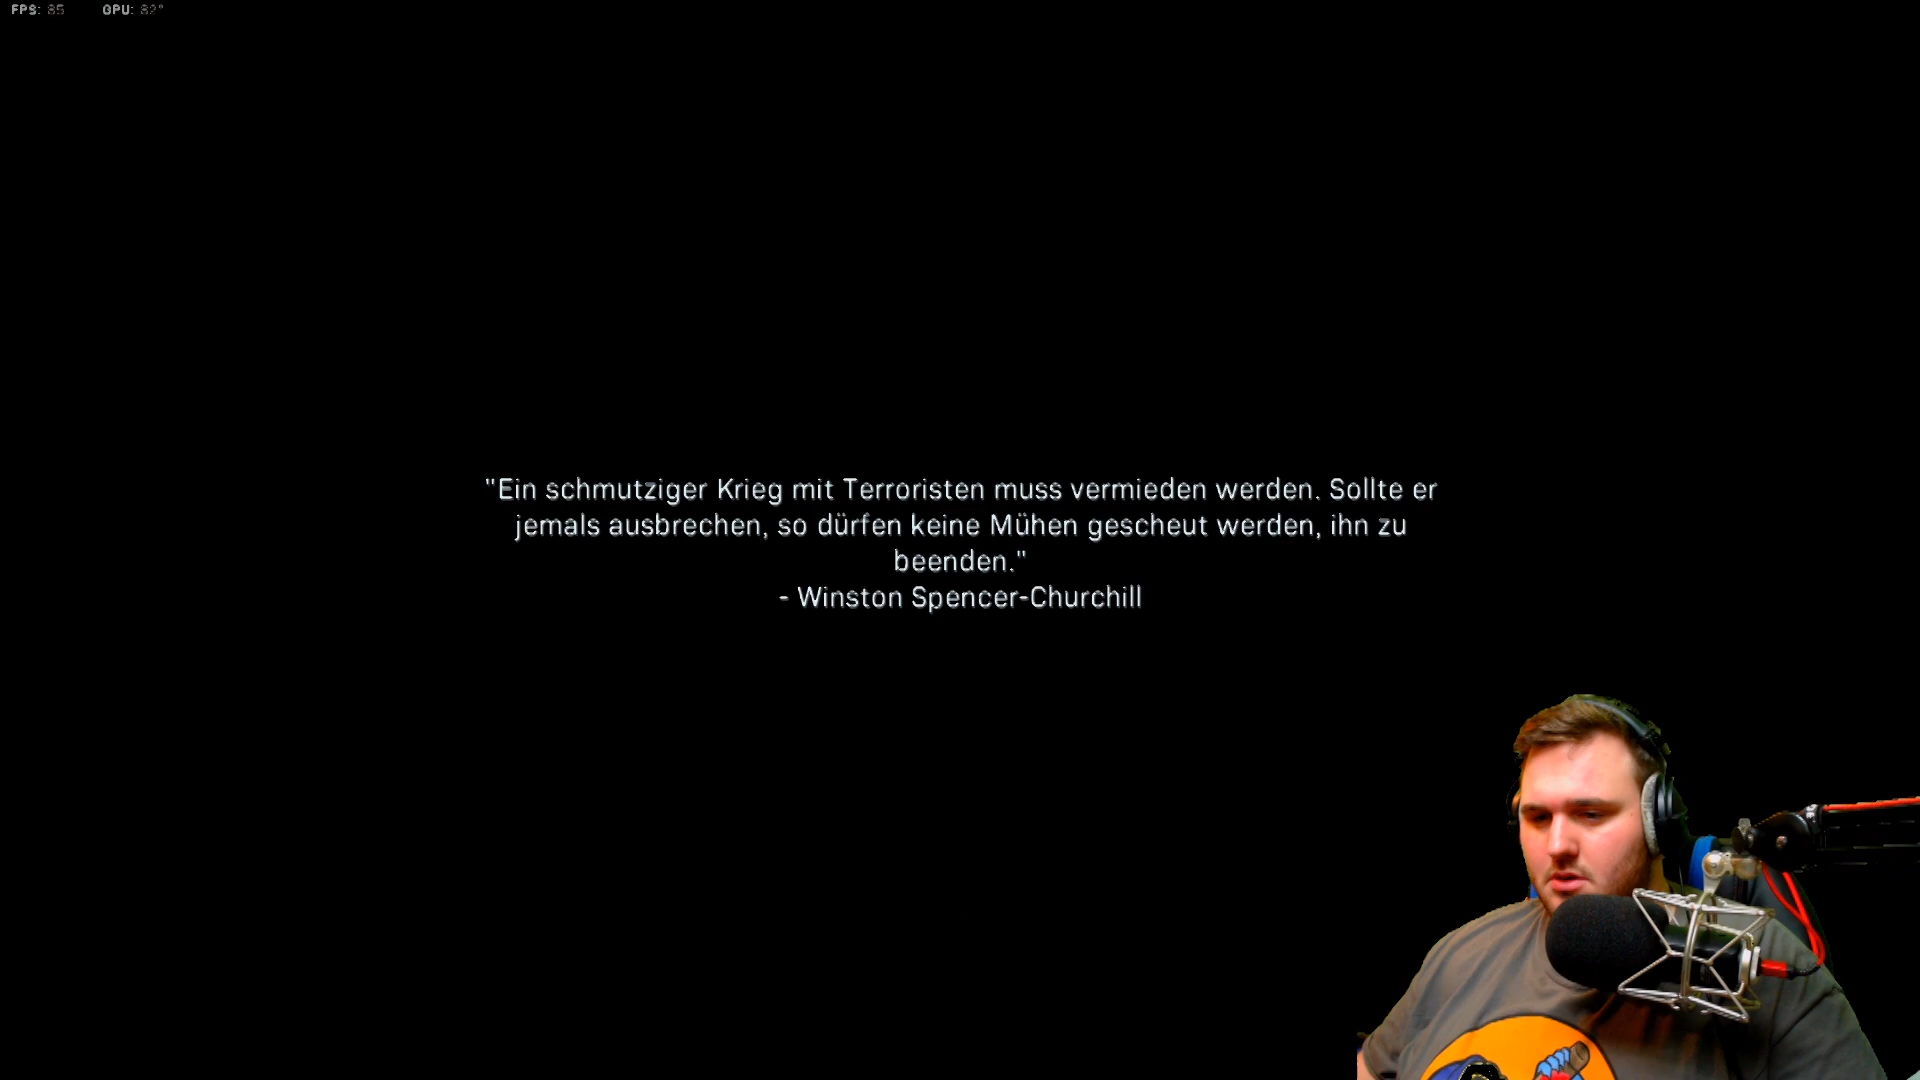 FPS: 85 GPU: 82°
"Ein schmutziger Krieg mit Terroristen muss vermieden werden. Sollte er
jemals ausbrechen, so dürfen keine Mühen gescheut werden, ihn zu
beenden."
- Winston Spencer-Churchill